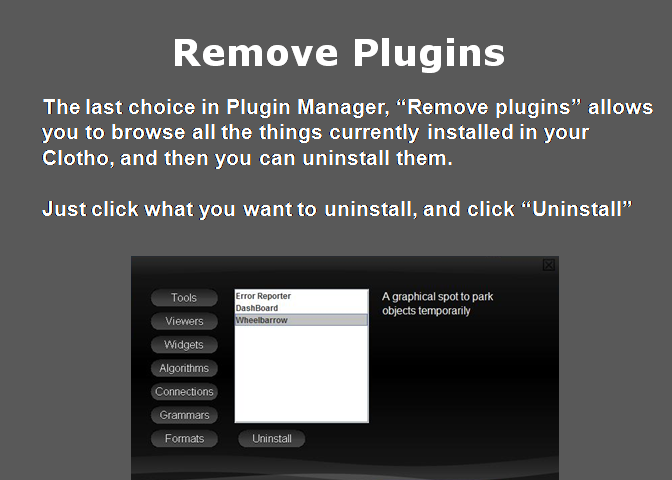 Remove Plugins
The last choice in Plugin Manager, “Remove plugins” allows
you to browse all the things currently installed in your
Clotho, and then you can uninstall them.
Just click what you want to uninstall, and click “Uninstall”
Tools
Viewers
Widgets
Algorithms
Connections
Grammars
Formats
Error Reporter
DashBoard
Wheelbarrow
Uninstall
A graphical spot to park
objects temporarily